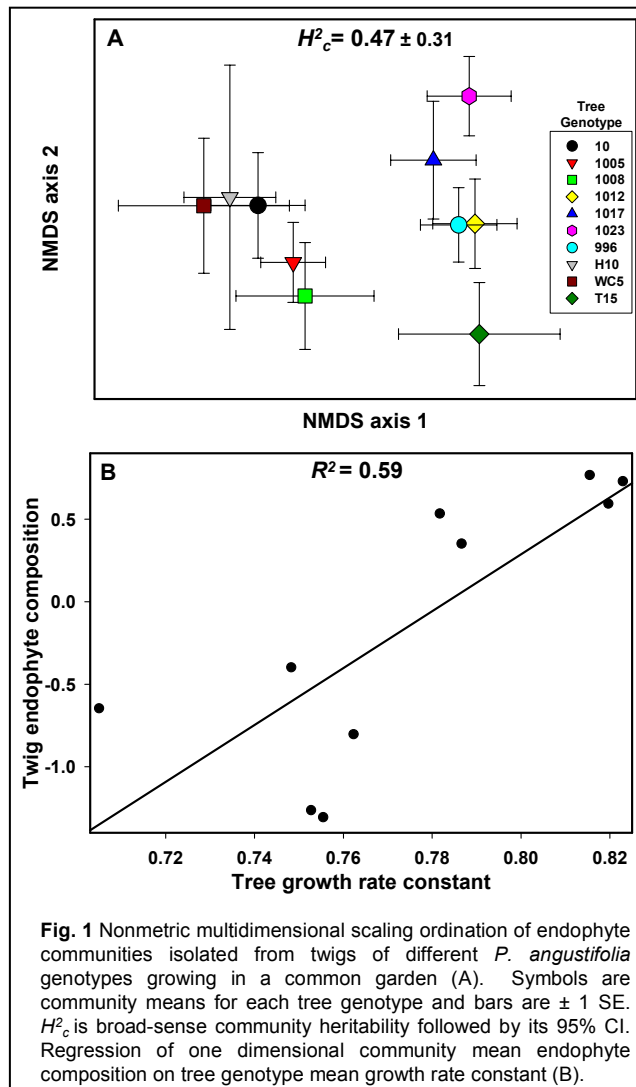 A
H²c = 0.47 ± 0.31
NMDS axis 2
Tree
Genotype
10
1005
1008
1012
1017
1023
996
H10
WC5
T15
NMDS axis 1
B
R² = 0.59
Twig endophyte composition
0.5
0.0
-0.5
-1.0
0.72
0.74
0.76
0.78
0.80
0.82
Tree growth rate constant
Fig. 1 Nonmetric multidimensional scaling ordination of endophyte
communities isolated from twigs of different P. angustifolia
genotypes growing in a common garden (A). Symbols are
community means for each tree genotype and bars are ± 1 SE.
H²c is broad-sense community heritability followed by its 95% CI.
Regression of one dimensional community mean endophyte
composition on tree genotype mean growth rate constant (B).